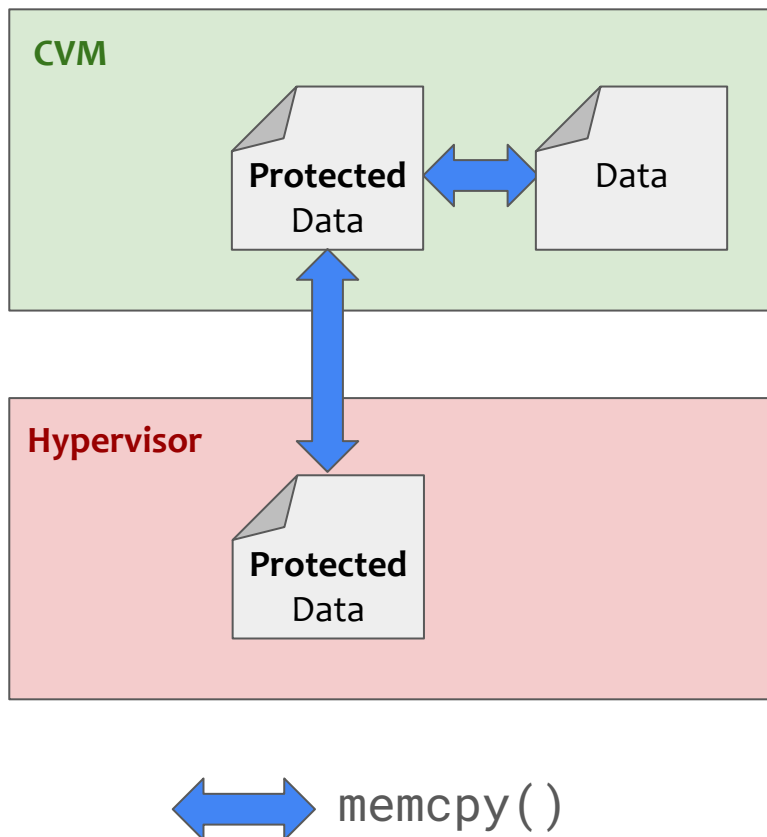 CVM
Protected
Data
Data
Hypervisor
Protected
Data
memcpy()